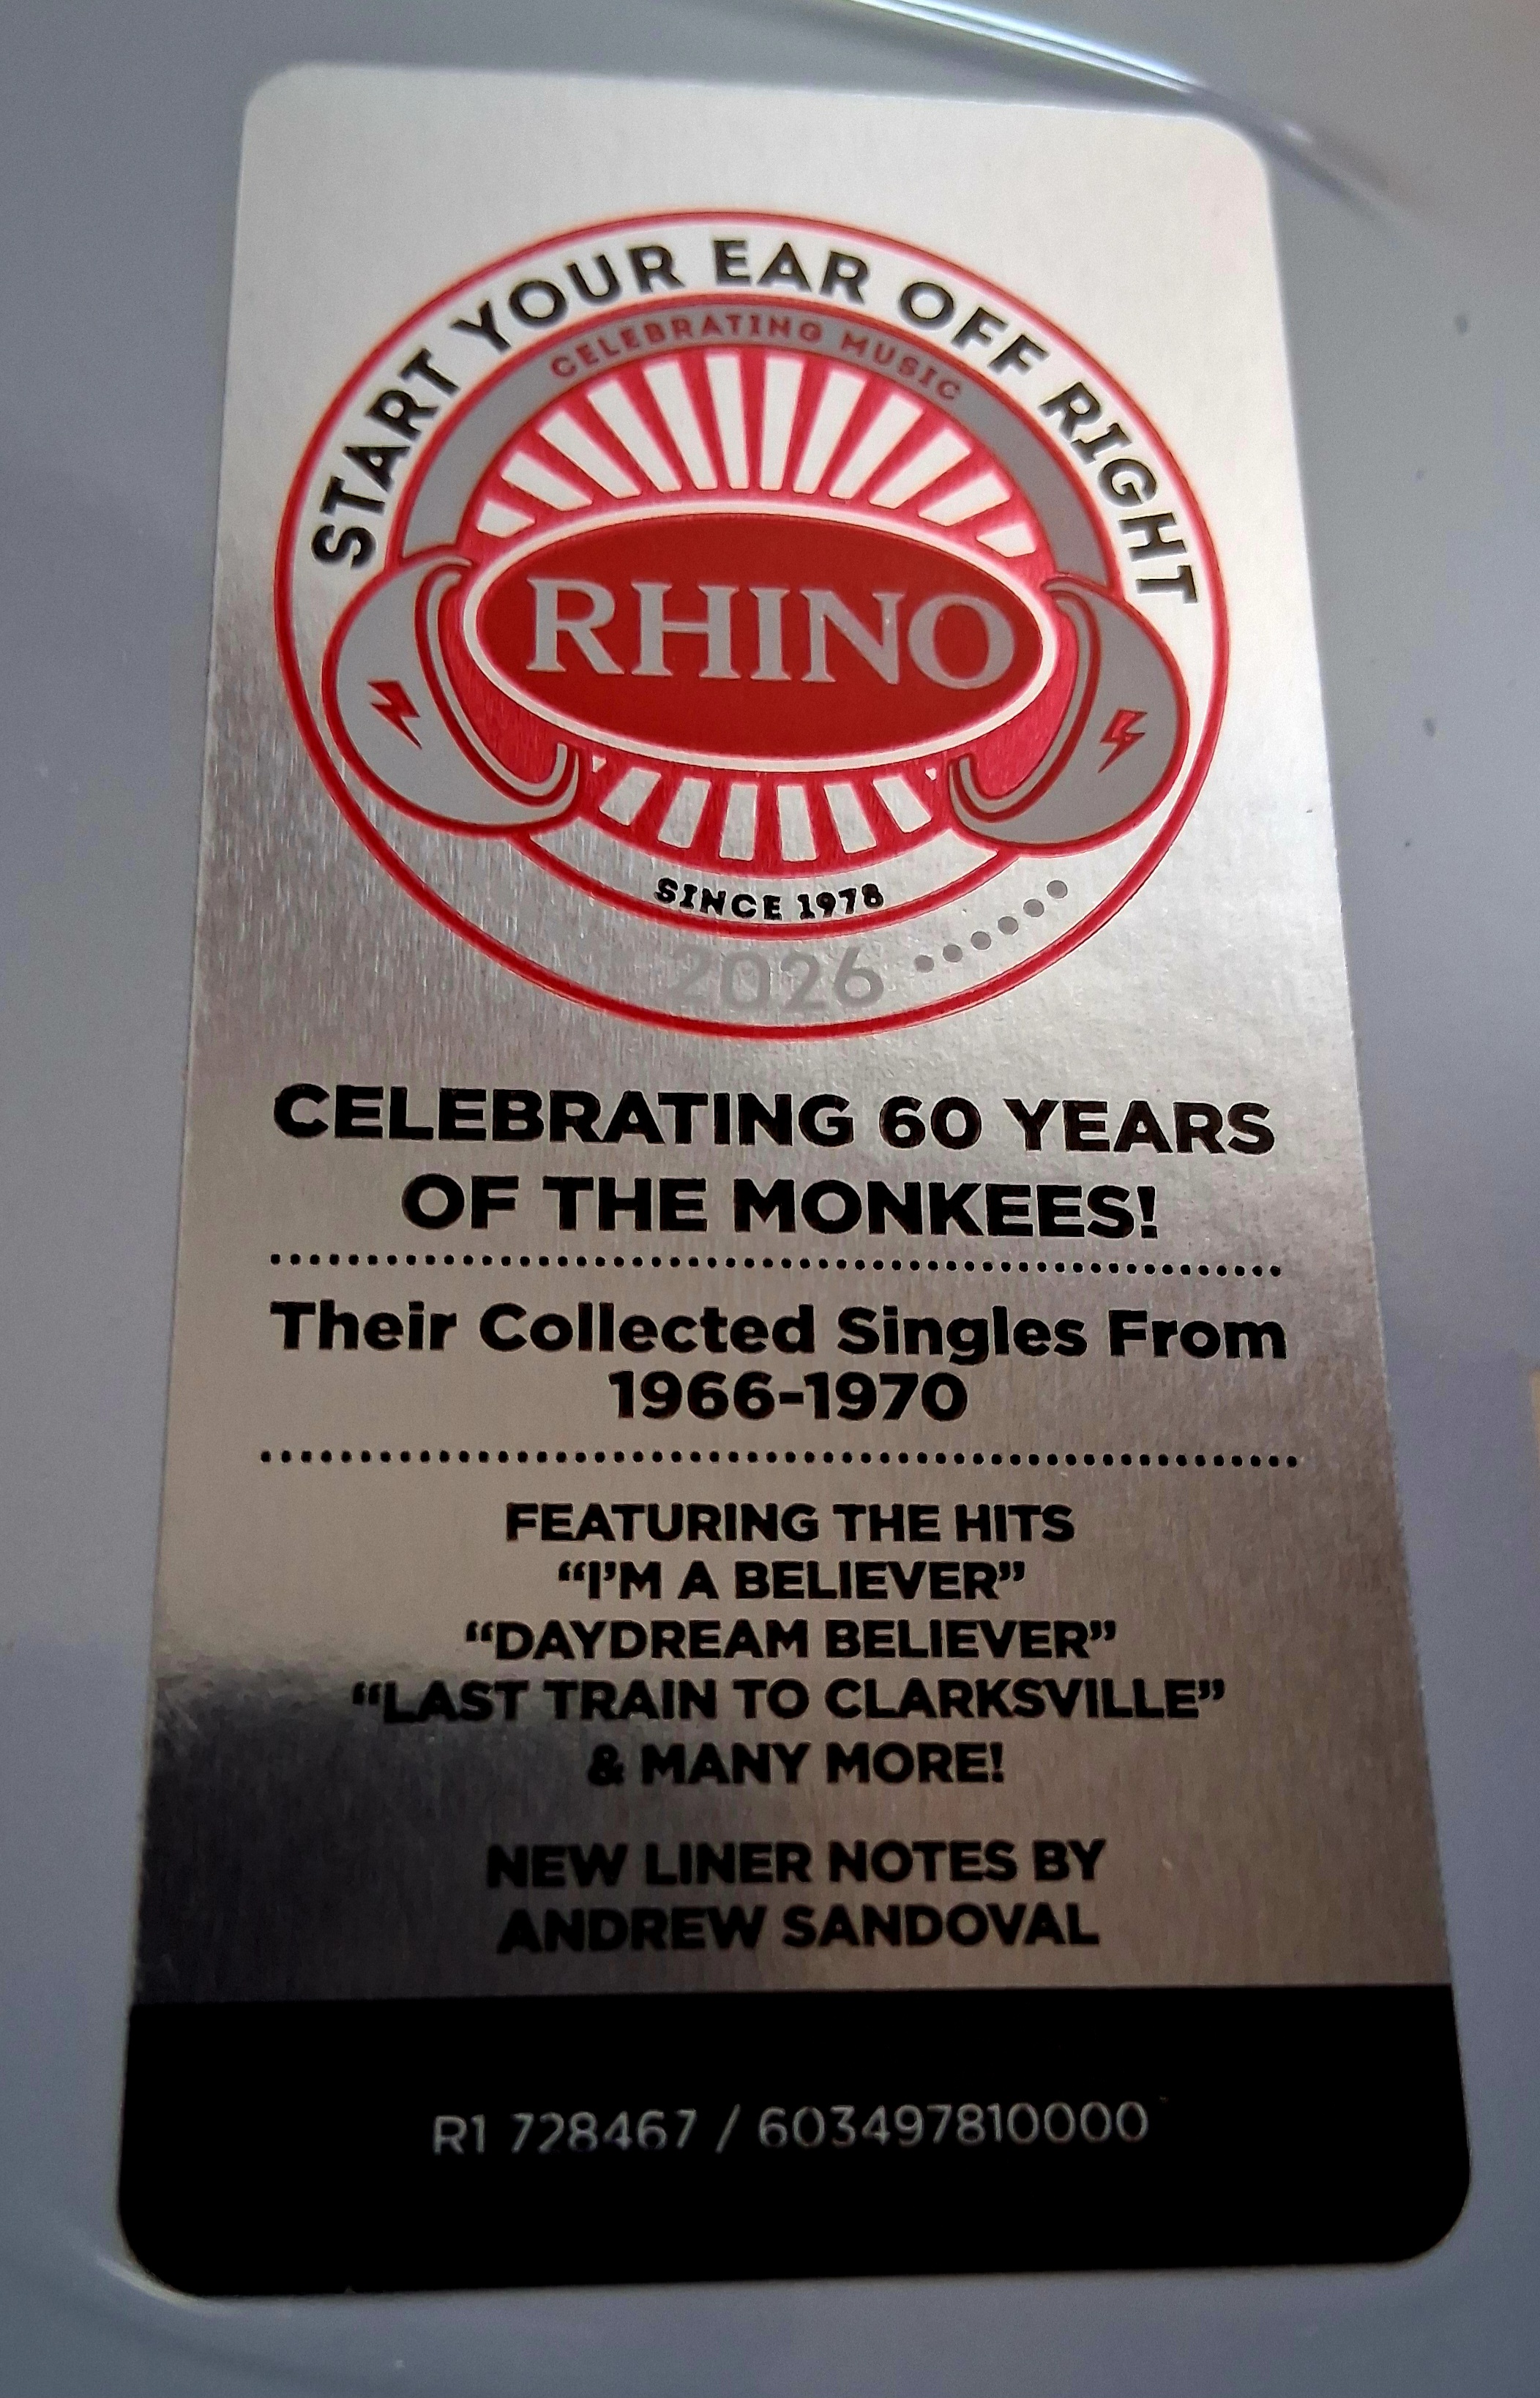 START YOUR EAR OFF RIGHT
CELEBRATING MUSIC
RHINO
SINCE 1978
2026
CELEBRATING 60 YEARS
OF THE MONKEES!
Their Collected Singles From
1966-1970
FEATURING THE HITS
“I’M A BELIEVER”
“DAYDREAM BELIEVER”
“LAST TRAIN TO CLARKSVILLE”
& MANY MORE!
NEW LINER NOTES BY
ANDREW SANDOVAL
R1 728467 / 603497810000